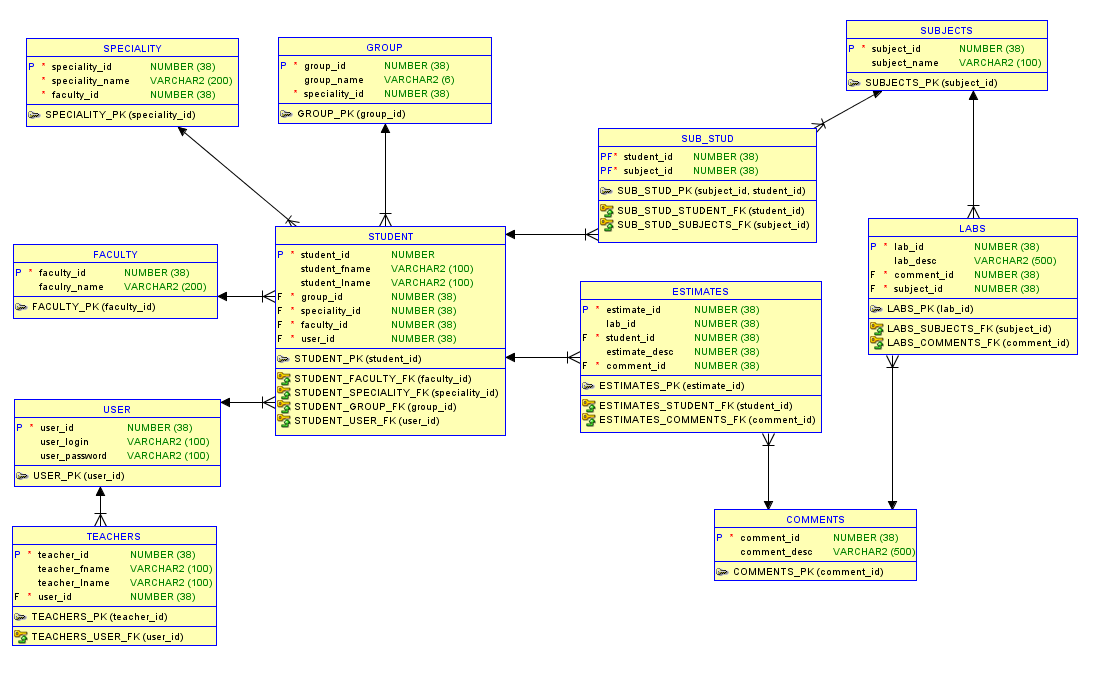 SPECIALITY
P * speciality_id NUMBER (38)
* speciality_name VARCHAR2 (200)
* faculty_id NUMBER (38)
SPECIALITY_PK (speciality_id)
GROUP
P * group_id NUMBER (38)
group_name VARCHAR2 (6)
* speciality_id NUMBER (38)
GROUP_PK (group_id)
SUBJECTS
P * subject_id NUMBER (38)
subject_name VARCHAR2 (100)
SUBJECTS_PK (subject_id)
SUB_STUD
PF* student_id NUMBER (38)
PF* subject_id NUMBER (38)
SUB_STUD_PK (subject_id, student_id)
SUB_STUD_STUDENT_FK (student_id)
SUB_STUD_SUBJECTS_FK (subject_id)
LABS
P * lab_id NUMBER (38)
lab_desc VARCHAR2 (500)
F * comment_id NUMBER (38)
F * subject_id NUMBER (38)
LABS_PK (lab_id)
LABS_SUBJECTS_FK (subject_id)
LABS_COMMENTS_FK (comment_id)
STUDENT
P * student_id NUMBER
student_fname VARCHAR2 (100)
student_lname VARCHAR2 (100)
F * group_id NUMBER (38)
F * speciality_id NUMBER (38)
F * faculty_id NUMBER (38)
F * user_id NUMBER (38)
STUDENT_PK (student_id)
STUDENT_FACULTY_FK (faculty_id)
STUDENT_SPECIALITY_FK (speciality_id)
STUDENT_GROUP_FK (group_id)
STUDENT_USER_FK (user_id)
FACULTY
P * faculty_id NUMBER (38)
faculry_name VARCHAR2 (200)
FACULTY_PK (faculty_id)
ESTIMATES
P * estimate_id NUMBER (38)
lab_id NUMBER (38)
F * student_id NUMBER (38)
estimate_desc NUMBER (38)
F * comment_id NUMBER (38)
ESTIMATES_PK (estimate_id)
ESTIMATES_STUDENT_FK (student_id)
ESTIMATES_COMMENTS_FK (comment_id)
USER
P * user_id NUMBER (38)
user_login VARCHAR2 (100)
user_password VARCHAR2 (100)
USER_PK (user_id)
COMMENTS
P * comment_id NUMBER (38)
comment_desc VARCHAR2 (500)
COMMENTS_PK (comment_id)
TEACHERS
P * teacher_id NUMBER (38)
teacher_fname VARCHAR2 (100)
teacher_lname VARCHAR2 (100)
F * user_id NUMBER (38)
TEACHERS_PK (teacher_id)
TEACHERS_USER_FK (user_id)